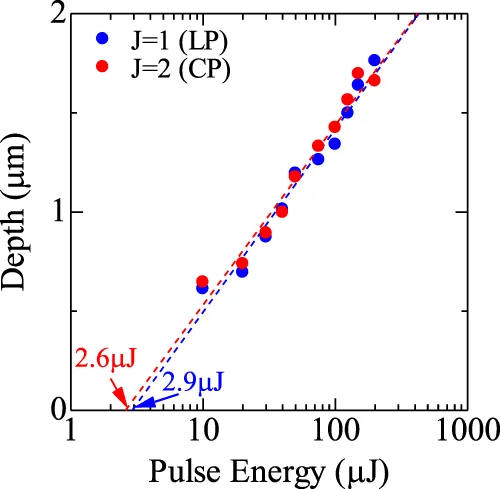 2
J=1 (LP)
J=2 (CP)
Depth (μm)
1
2.6μJ
2.9μJ
0
1 10 100 1000
Pulse Energy (μJ)